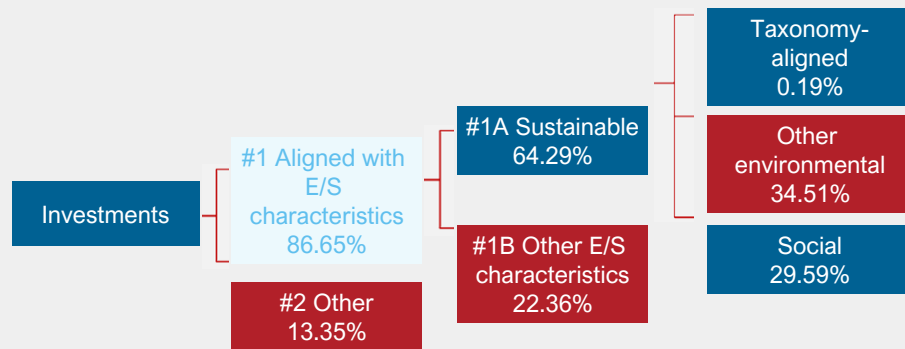 Investments
#1 Aligned with
E/S
characteristics
86.65%
#2 Other
13.35%
#1A Sustainable
64.29%
#1B Other E/S
characteristics
22.36%
Taxonomy-
aligned
0.19%
Other
environmental
34.51%
Social
29.59%